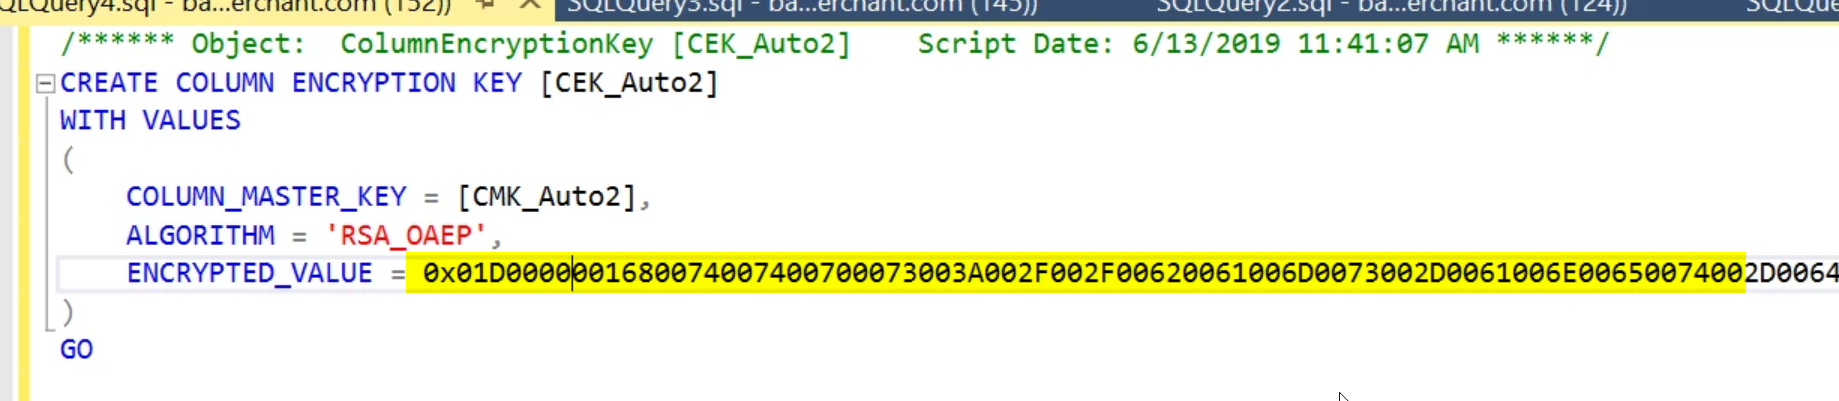 QLQuery4.sql - ba...erchant.com (152)) SQLQuery3.sql - ba...erchant.com (145)) SQLQuery2.sql - ba...erchant.com (124)) SQLQue
/****** Object:  ColumnEncryptionKey [CEK_Auto2]    Script Date: 6/13/2019 11:41:07 AM ******/
CREATE COLUMN ENCRYPTION KEY [CEK_Auto2]
WITH VALUES
(
COLUMN_MASTER_KEY = [CMK_Auto2],
ALGORITHM = 'RSA_OAEP',
ENCRYPTED_VALUE = 0x01D0000001680074007400700073003A002F002F00620061006D0073002D0061006E00650074002D0064
)
GO